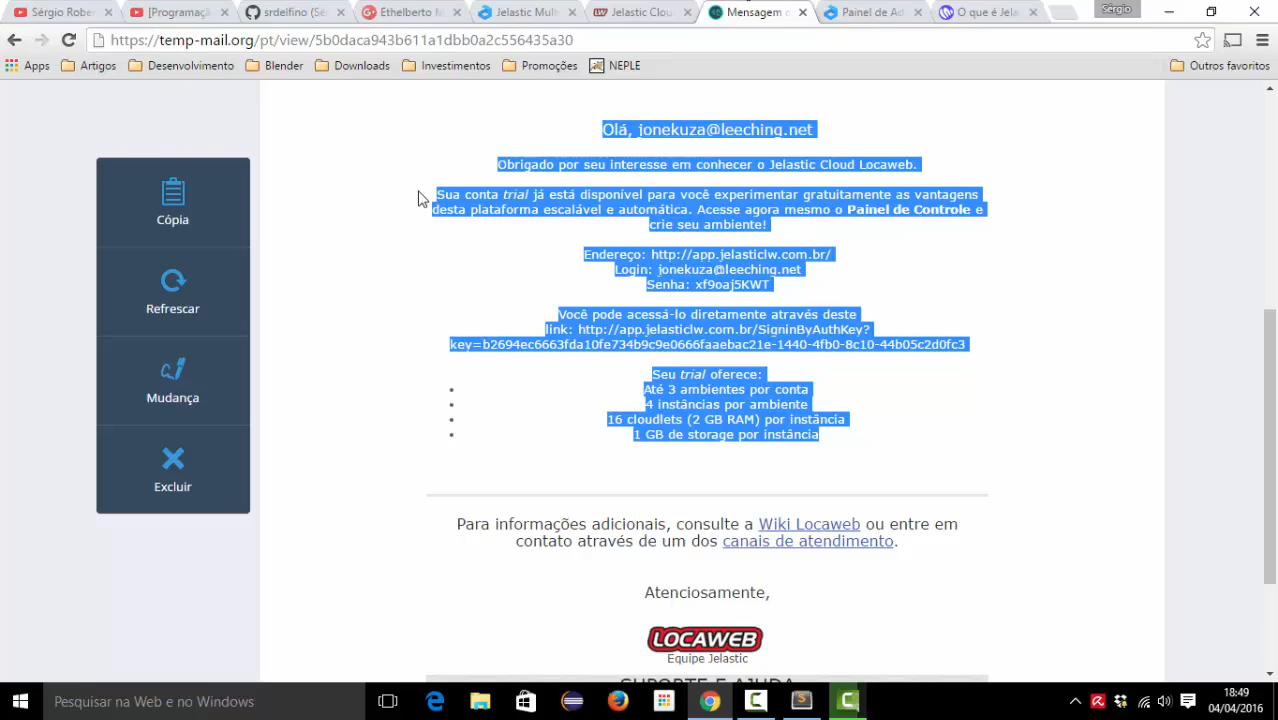 Sérgio Rober
[Programaçã
srdelfino (Sé
Ethelberto M
Jelastic Mult
Jelastic Clou
Mensagem
Painel de Ad
O que é Jela
Sérgio
https://temp-mail.org/pt/view/5b0daca943b611a1dbb0a2c556435a30
Apps
Artigos
Desenvolvimento
Blender
Downloads
Investimentos
Promoções
NEPLE
Outros favoritos
Cópia
Refrescar
Mudança
Excluir
Olá, jonekuza@leeching.net
Obrigado por seu interesse em conhecer o Jelastic Cloud Locaweb.
Sua conta trial já está disponível para você experimentar gratuitamente as vantagens
desta plataforma escalável e automática. Acesse agora mesmo o Painel de Controle e
crie seu ambiente!
Endereço: http://app.jelasticlw.com.br/
Login: jonekuza@leeching.net
Senha: xf9oaj5KWT
Você pode acessá-lo diretamente através deste
link: http://app.jelasticlw.com.br/SigninByAuthKey?
key=b2694ec6663fda10fe734b9c9e0666faaebac21e-1440-4fb0-8c10-44b05c2d0fc3
Seu trial oferece:
• Até 3 ambientes por conta
• 4 instâncias por ambiente
• 16 cloudlets (2 GB RAM) por instância
• 1 GB de storage por instância
Para informações adicionais, consulte a Wiki Locaweb ou entre em
contato através de um dos canais de atendimento.
Atenciosamente,
LOCAWEB
Equipe Jelastic
SUPORTE E AJUDA
Pesquisar na Web e no Windows
18:49
04/04/2016